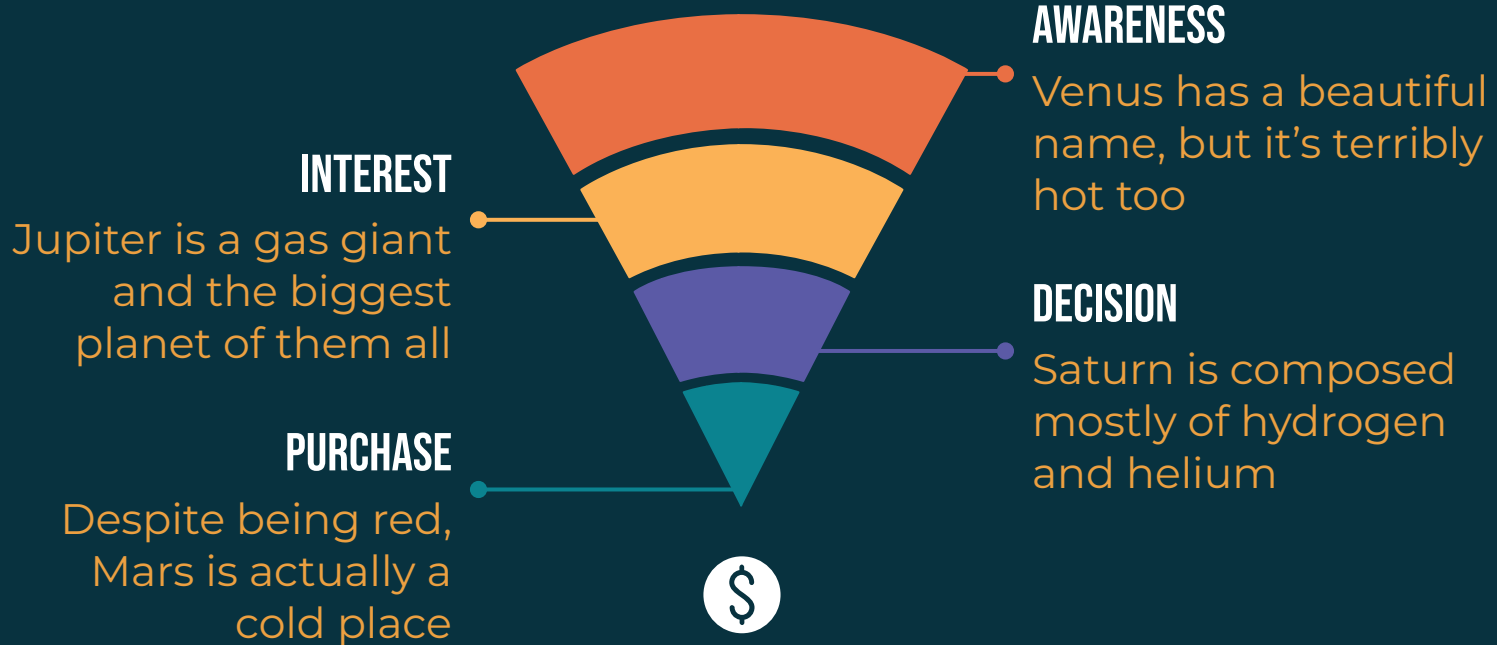 AWARENESS
Venus has a beautiful
name, but it’s terribly
hot too
INTEREST
Jupiter is a gas giant
and the biggest
planet of them all
DECISION
Saturn is composed
mostly of hydrogen
and helium
PURCHASE
Despite being red,
Mars is actually a
cold place
$